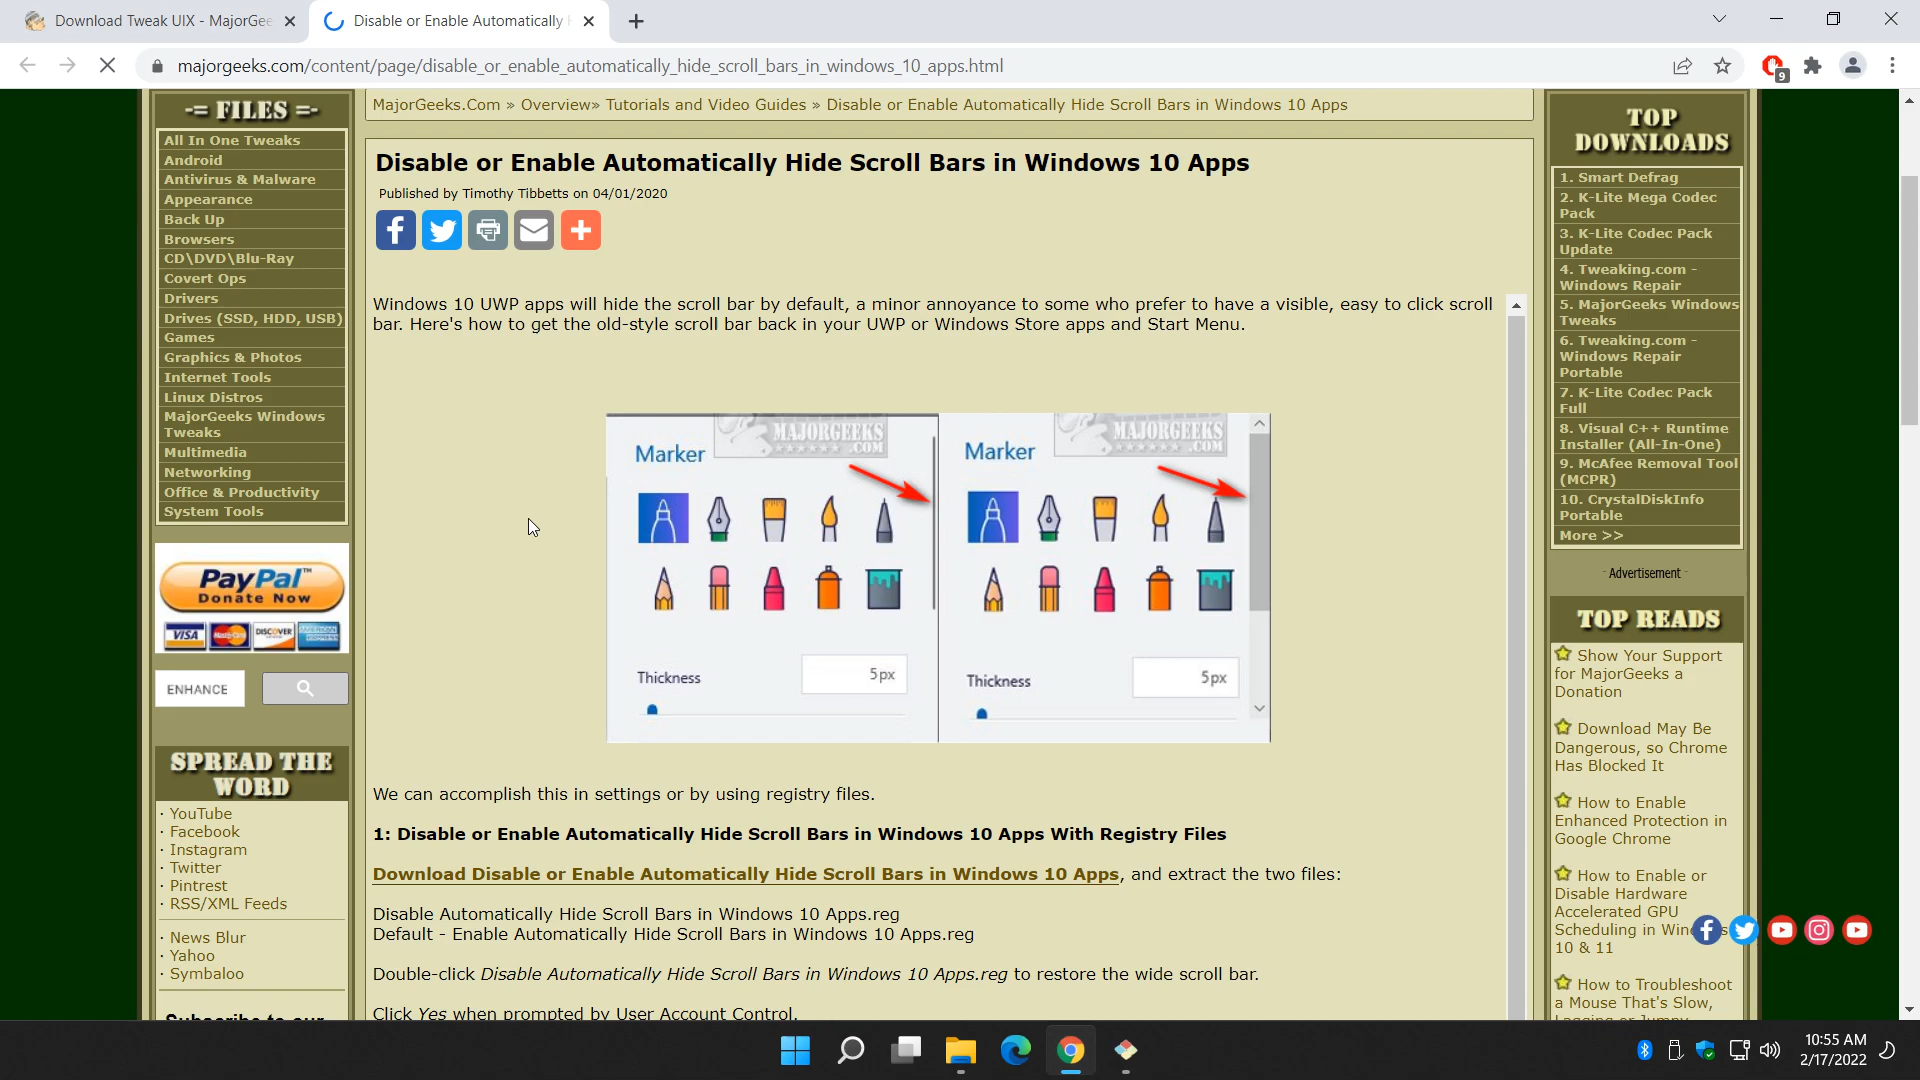 Download Tweak UIX - MajorGee
Disable or Enable Automatically
majorgeeks.com/content/page/disable_or_enable_automatically_hide_scroll_bars_in_windows_10_apps.html
9
-= FILES =-
All In One Tweaks
Android
Antivirus & Malware
Appearance
Back Up
Browsers
CD\DVD\Blu-Ray
Covert Ops
Drivers
Drives (SSD, HDD, USB)
Games
Graphics & Photos
Internet Tools
Linux Distros
MajorGeeks Windows
Tweaks
Multimedia
Networking
Office & Productivity
System Tools
PayPal™
Donate Now
VISA MasterCard DISCOVER AMERICAN EXPRESS
ENHANCE
SPREAD THE
WORD
· YouTube
· Facebook
· Instagram
· Twitter
· Pintrest
· RSS/XML Feeds
· News Blur
· Yahoo
· Symbaloo
Subscribe to our
MajorGeeks.Com » Overview» Tutorials and Video Guides » Disable or Enable Automatically Hide Scroll Bars in Windows 10 Apps
Disable or Enable Automatically Hide Scroll Bars in Windows 10 Apps
Published by Timothy Tibbetts on 04/01/2020
Windows 10 UWP apps will hide the scroll bar by default, a minor annoyance to some who prefer to have a visible, easy to click scroll
bar. Here's how to get the old-style scroll bar back in your UWP or Windows Store apps and Start Menu.
MAJORGEEKS
.COM
Marker
Thickness
5px
MAJORGEEKS
.COM
Marker
Thickness
5px
We can accomplish this in settings or by using registry files.
1: Disable or Enable Automatically Hide Scroll Bars in Windows 10 Apps With Registry Files
Download Disable or Enable Automatically Hide Scroll Bars in Windows 10 Apps, and extract the two files:
Disable Automatically Hide Scroll Bars in Windows 10 Apps.reg
Default - Enable Automatically Hide Scroll Bars in Windows 10 Apps.reg
Double-click Disable Automatically Hide Scroll Bars in Windows 10 Apps.reg to restore the wide scroll bar.
Click Yes when prompted by User Account Control.
TOP
DOWNLOADS
1. Smart Defrag
2. K-Lite Mega Codec
Pack
3. K-Lite Codec Pack
Update
4. Tweaking.com -
Windows Repair
5. MajorGeeks Windows
Tweaks
6. Tweaking.com -
Windows Repair
Portable
7. K-Lite Codec Pack
Full
8. Visual C++ Runtime
Installer (All-In-One)
9. McAfee Removal Tool
(MCPR)
10. CrystalDiskInfo
Portable
More >>
- Advertisement -
TOP READS
Show Your Support
for MajorGeeks a
Donation
Download May Be
Dangerous, so Chrome
Has Blocked It
How to Enable
Enhanced Protection in
Google Chrome
How to Enable or
Disable Hardware
Accelerated GPU
Scheduling in Windows
10 & 11
How to Troubleshoot
a Mouse That's Slow,
Lagging or Jumpy
10:55 AM
2/17/2022